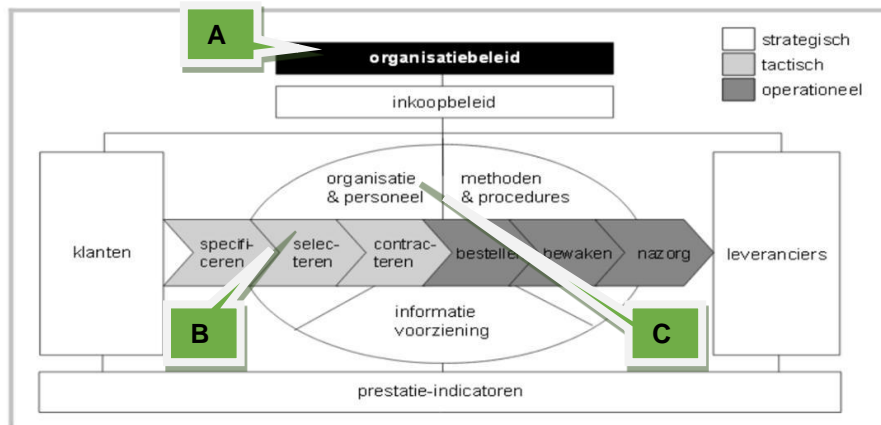 A
organisatiebeleid
strategisch
tactisch
operationeel
inkoopbeleid
organisatie
& personeel
methoden
& procedures
klanten
specifi-
ceren
selec-
teren
contrac-
teren
bestellen
bewaken
nazorg
leveranciers
informatie
voorziening
B
C
prestatie-indicatoren